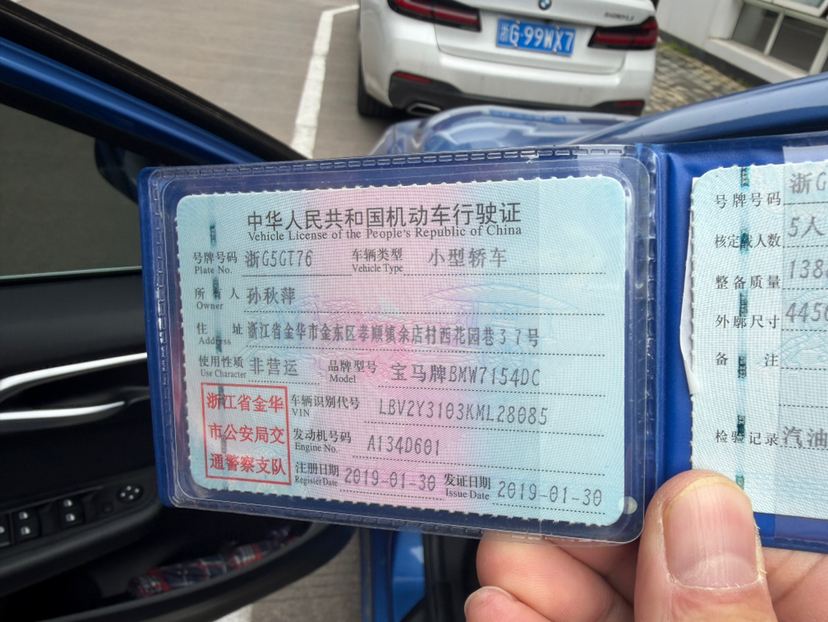 浙G·99WX7
中华人民共和国机动车行驶证
Vehicle License of the People's Republic of China
号牌号码 浙G5GT76 车辆类型 小型轿车
Plate No. Vehicle Type
所有人 孙秋萍
Owner
住址 浙江省金华市金东区孝顺镇余店村西花园巷37号
Address
使用性质 非营运 品牌型号 宝马牌BMW7154DC
Use Character Model
浙江省金华
市公安局交
通警察支队
车辆识别代号 LBV2Y3103KML28085
VIN
发动机号码 A134D601
Engine No.
注册日期 2019-01-30 发证日期 2019-01-30
Register Date Issue Date
号牌号码 浙G
核定载人数 5人
整备质量 138
外廓尺寸 445
备注
检验记录 汽油